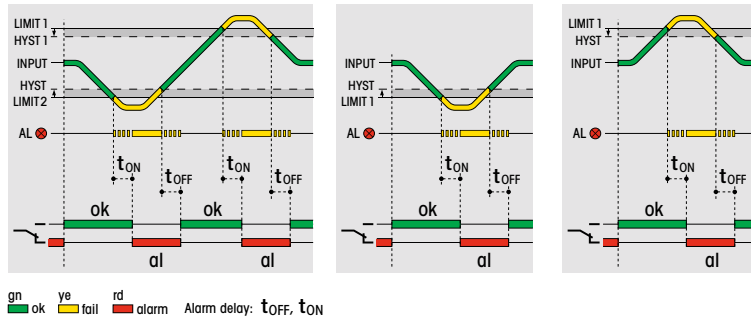 LIMIT 1
HYST 1
INPUT
HYST
LIMIT2
AL
tON
tOFF
tON
tOFF
ok
ok
al
al
INPUT
HYST
LIMIT 1
AL
tON
tOFF
ok
al
LIMIT 1
HYST
INPUT
AL
tON
tOFF
ok
al
gn ye rd
ok fail alarm Alarm delay: tOFF, tON